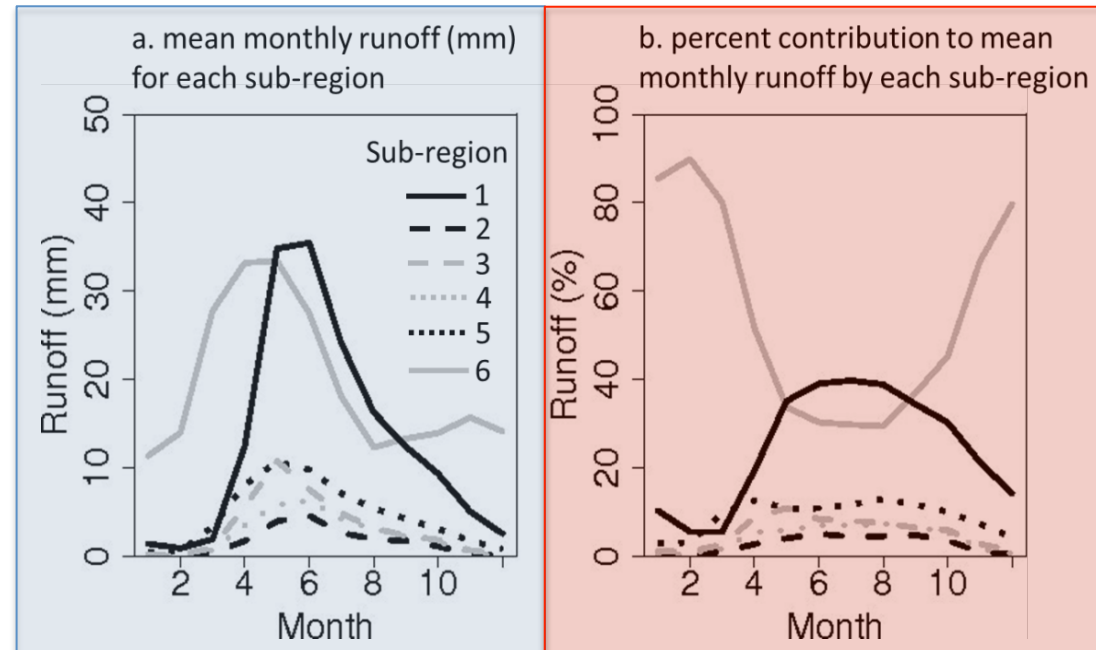 a. mean monthly runoff (mm)
for each sub-region
50
40
30
20
10
0
Runoff (mm)
Sub-region
1
2
3
4
5
6
2 4 6 8 10
Month
b. percent contribution to mean
monthly runoff by each sub-region
100
80
60
40
20
0
Runoff (%)
2 4 6 8 10
Month